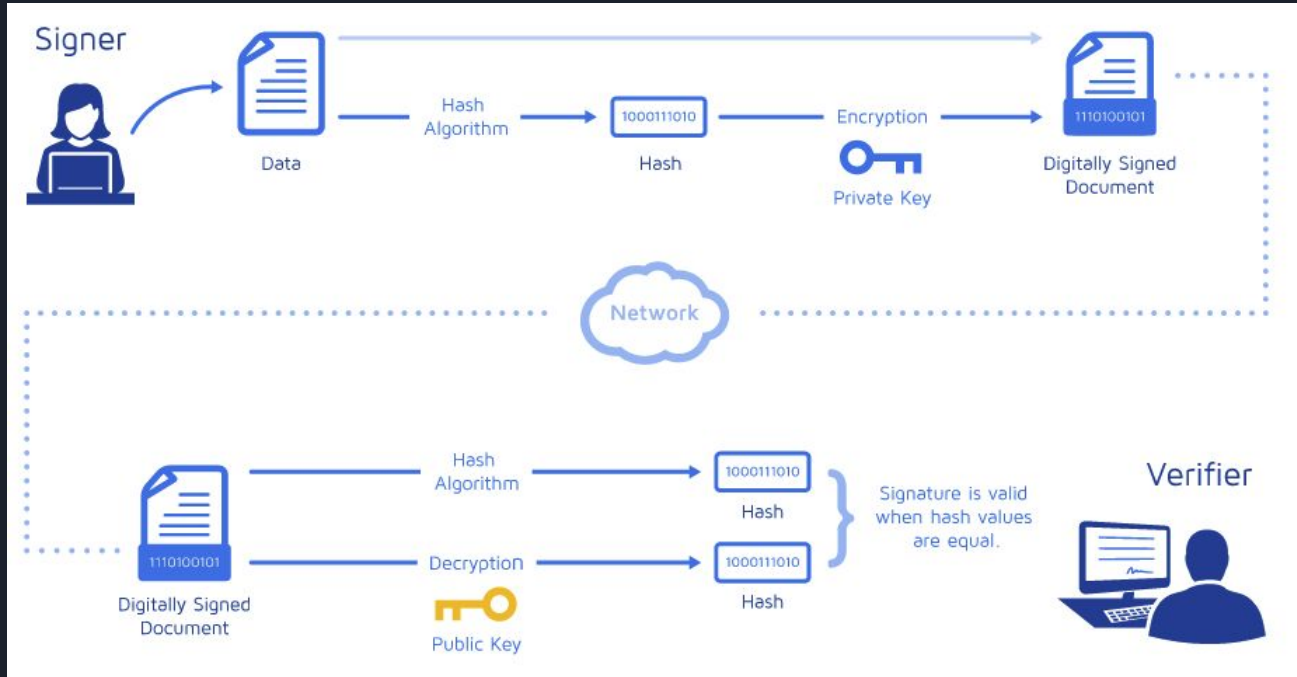 Signer
Hash
Algorithm
1000111010
Encryption
1110100101
Data
Hash
Private Key
Digitally Signed
Document
Network
Hash
Algorithm
1000111010
Hash
Signature is valid
when hash values
are equal.
Verifier
1110100101
Decryption
1000111010
Hash
Digitally Signed
Document
Public Key